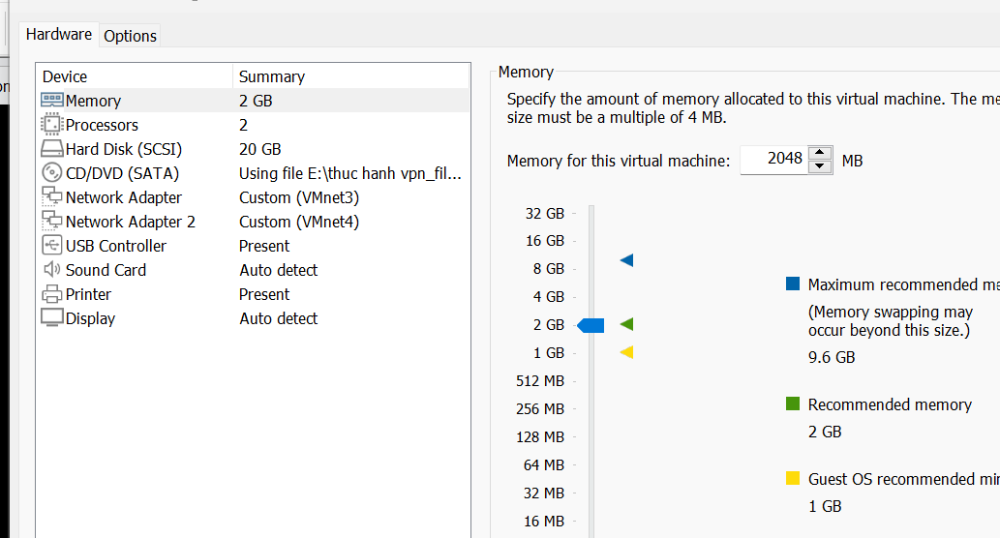 Hardware
Options
Device Summary
Memory 2 GB
Processors 2
Hard Disk (SCSI) 20 GB
CD/DVD (SATA) Using file E:\thuc hanh vpn_fil...
Network Adapter Custom (VMnet3)
Network Adapter 2 Custom (VMnet4)
USB Controller Present
Sound Card Auto detect
Printer Present
Display Auto detect
Memory
Specify the amount of memory allocated to this virtual machine. The me
size must be a multiple of 4 MB.
Memory for this virtual machine: 2048 MB
32 GB
16 GB
8 GB
4 GB
2 GB
1 GB
512 MB
256 MB
128 MB
64 MB
32 MB
16 MB
Maximum recommended me
(Memory swapping may
occur beyond this size.)
9.6 GB
Recommended memory
2 GB
Guest OS recommended min
1 GB